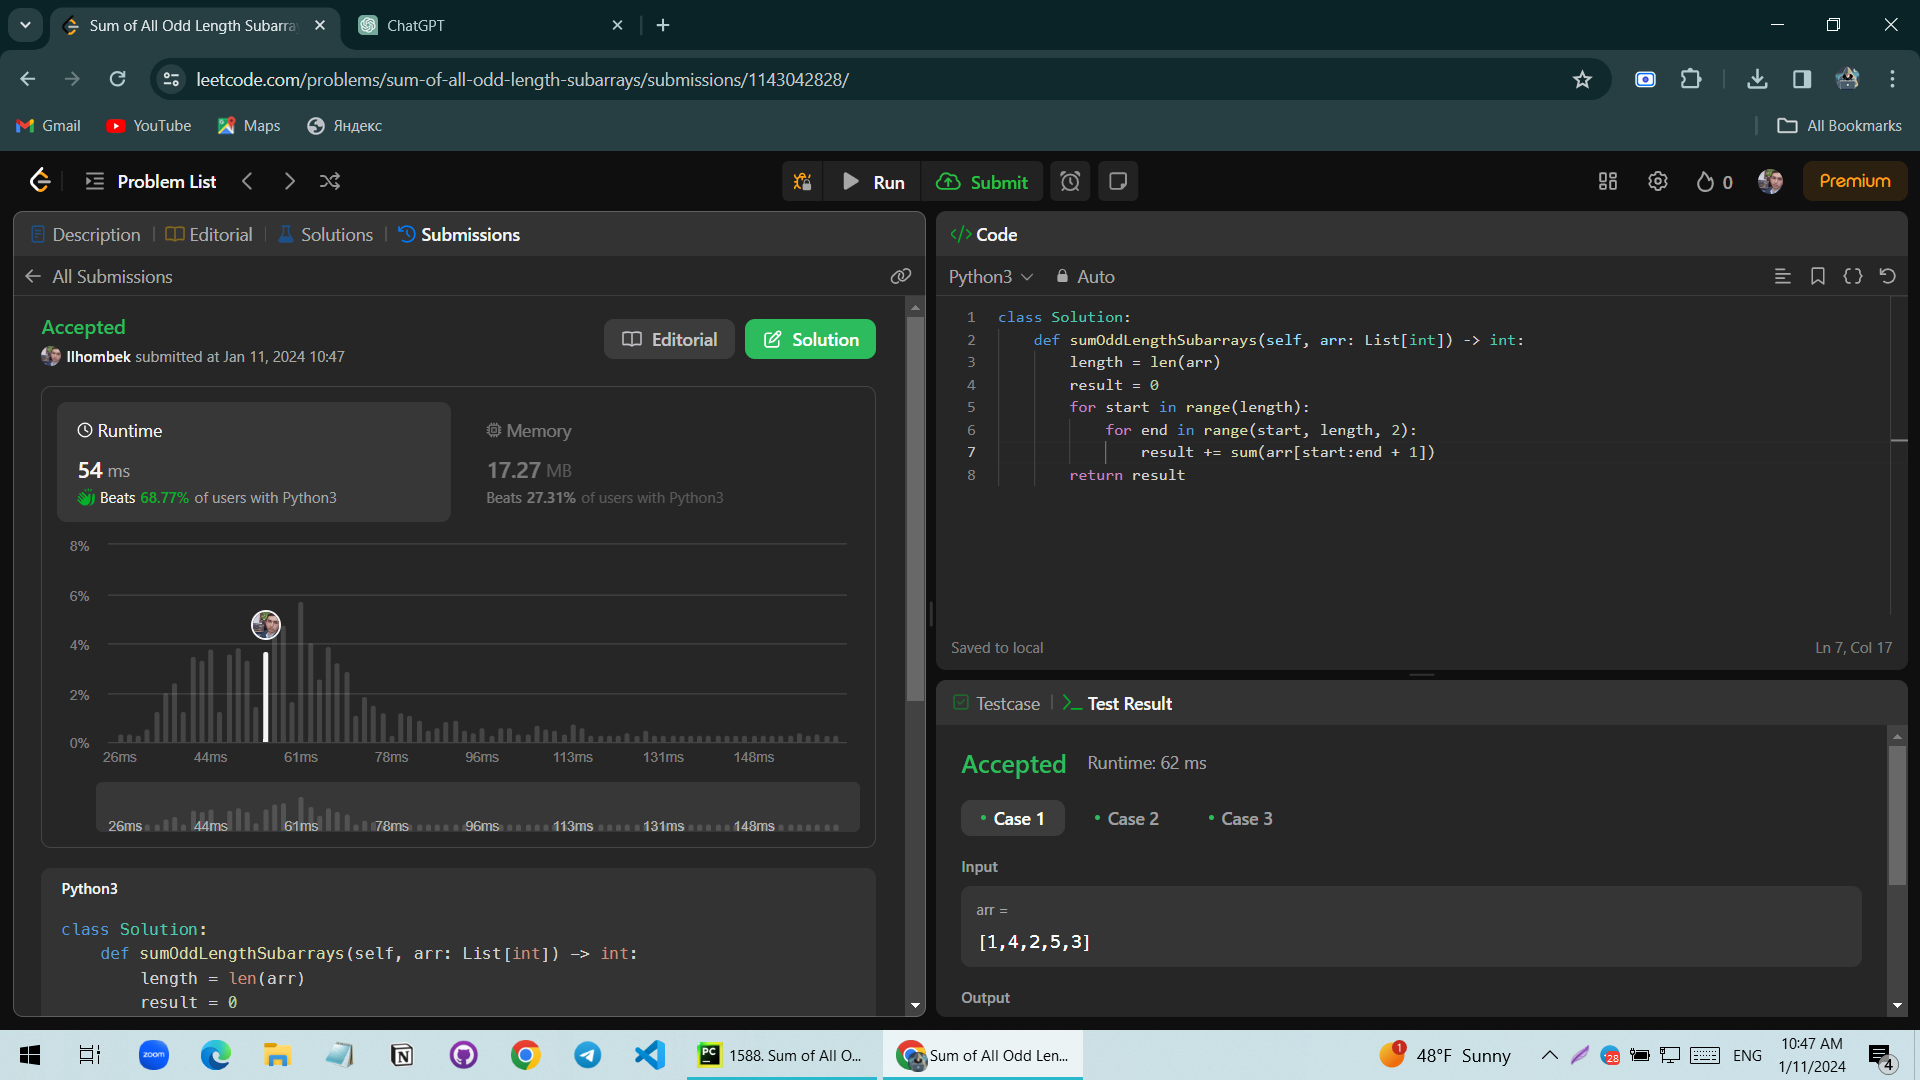 Sum of All Odd Length Subarra
ChatGPT
leetcode.com/problems/sum-of-all-odd-length-subarrays/submissions/1143042828/
Gmail
YouTube
Maps
Яндекс
All Bookmarks
Problem List
Run
Submit
0
Premium
Description
Editorial
Solutions
Submissions
All Submissions
Accepted
Ilhombek submitted at Jan 11, 2024 10:47
Editorial
Solution
Runtime
54 ms
Beats 68.77% of users with Python3
Memory
17.27 MB
Beats 27.31% of users with Python3
8%
6%
4%
2%
0%
26ms 44ms 61ms 78ms 96ms 113ms 131ms 148ms
26ms 44ms 61ms 78ms 96ms 113ms 131ms 148ms
Python3
class Solution:
def sumOddLengthSubarrays(self, arr: List[int]) -> int:
length = len(arr)
result = 0
Code
Python3
Auto
1 class Solution:
2 def sumOddLengthSubarrays(self, arr: List[int]) -> int:
3 length = len(arr)
4 result = 0
5 for start in range(length):
6 for end in range(start, length, 2):
7 result += sum(arr[start:end + 1])
8 return result
Saved to local
Ln 7, Col 17
Testcase
Test Result
Accepted
Runtime: 62 ms
Case 1
Case 2
Case 3
Input
arr =
[1,4,2,5,3]
Output
zoom
PC
1588. Sum of All O...
Sum of All Odd Len...
1
48°F Sunny
28
ENG
10:47 AM
1/11/2024
4